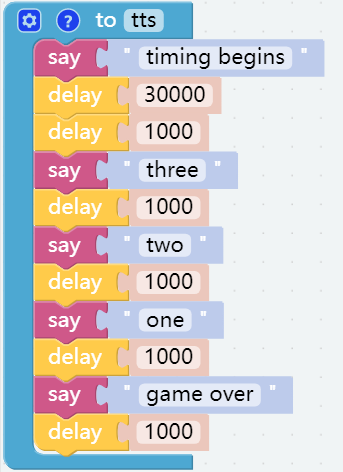 ? to tts
say " timing begins "
delay 30000
delay 1000
say " three "
delay 1000
say " two "
delay 1000
say " one "
delay 1000
say " game over "
delay 1000